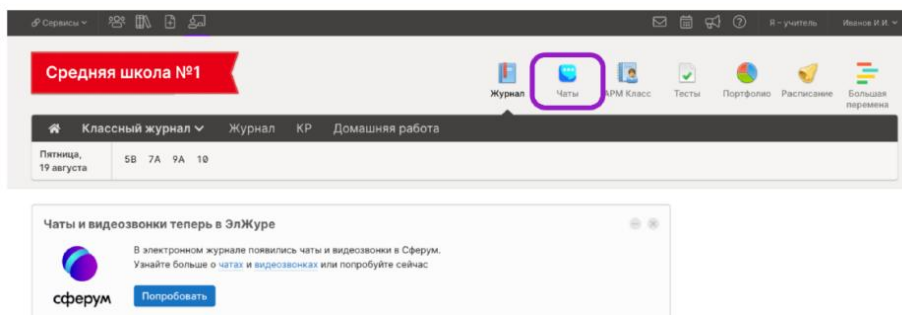 Сервисы
Я – учитель
Иванов И.И.
Средняя школа №1
Журнал
Чаты
АРМ Класс
Тесты
Портфолио
Расписание
Большая
перемена
Классный журнал
Журнал
КР
Домашняя работа
Пятница,
19 августа
5В 7А 9А 10
Чаты и видеозвонки теперь в ЭлЖуре
В электронном журнале появились чаты и видеозвонки в Сферум.
Узнайте больше о чатах и видеозвонках или попробуйте сейчас
сферум
Попробовать